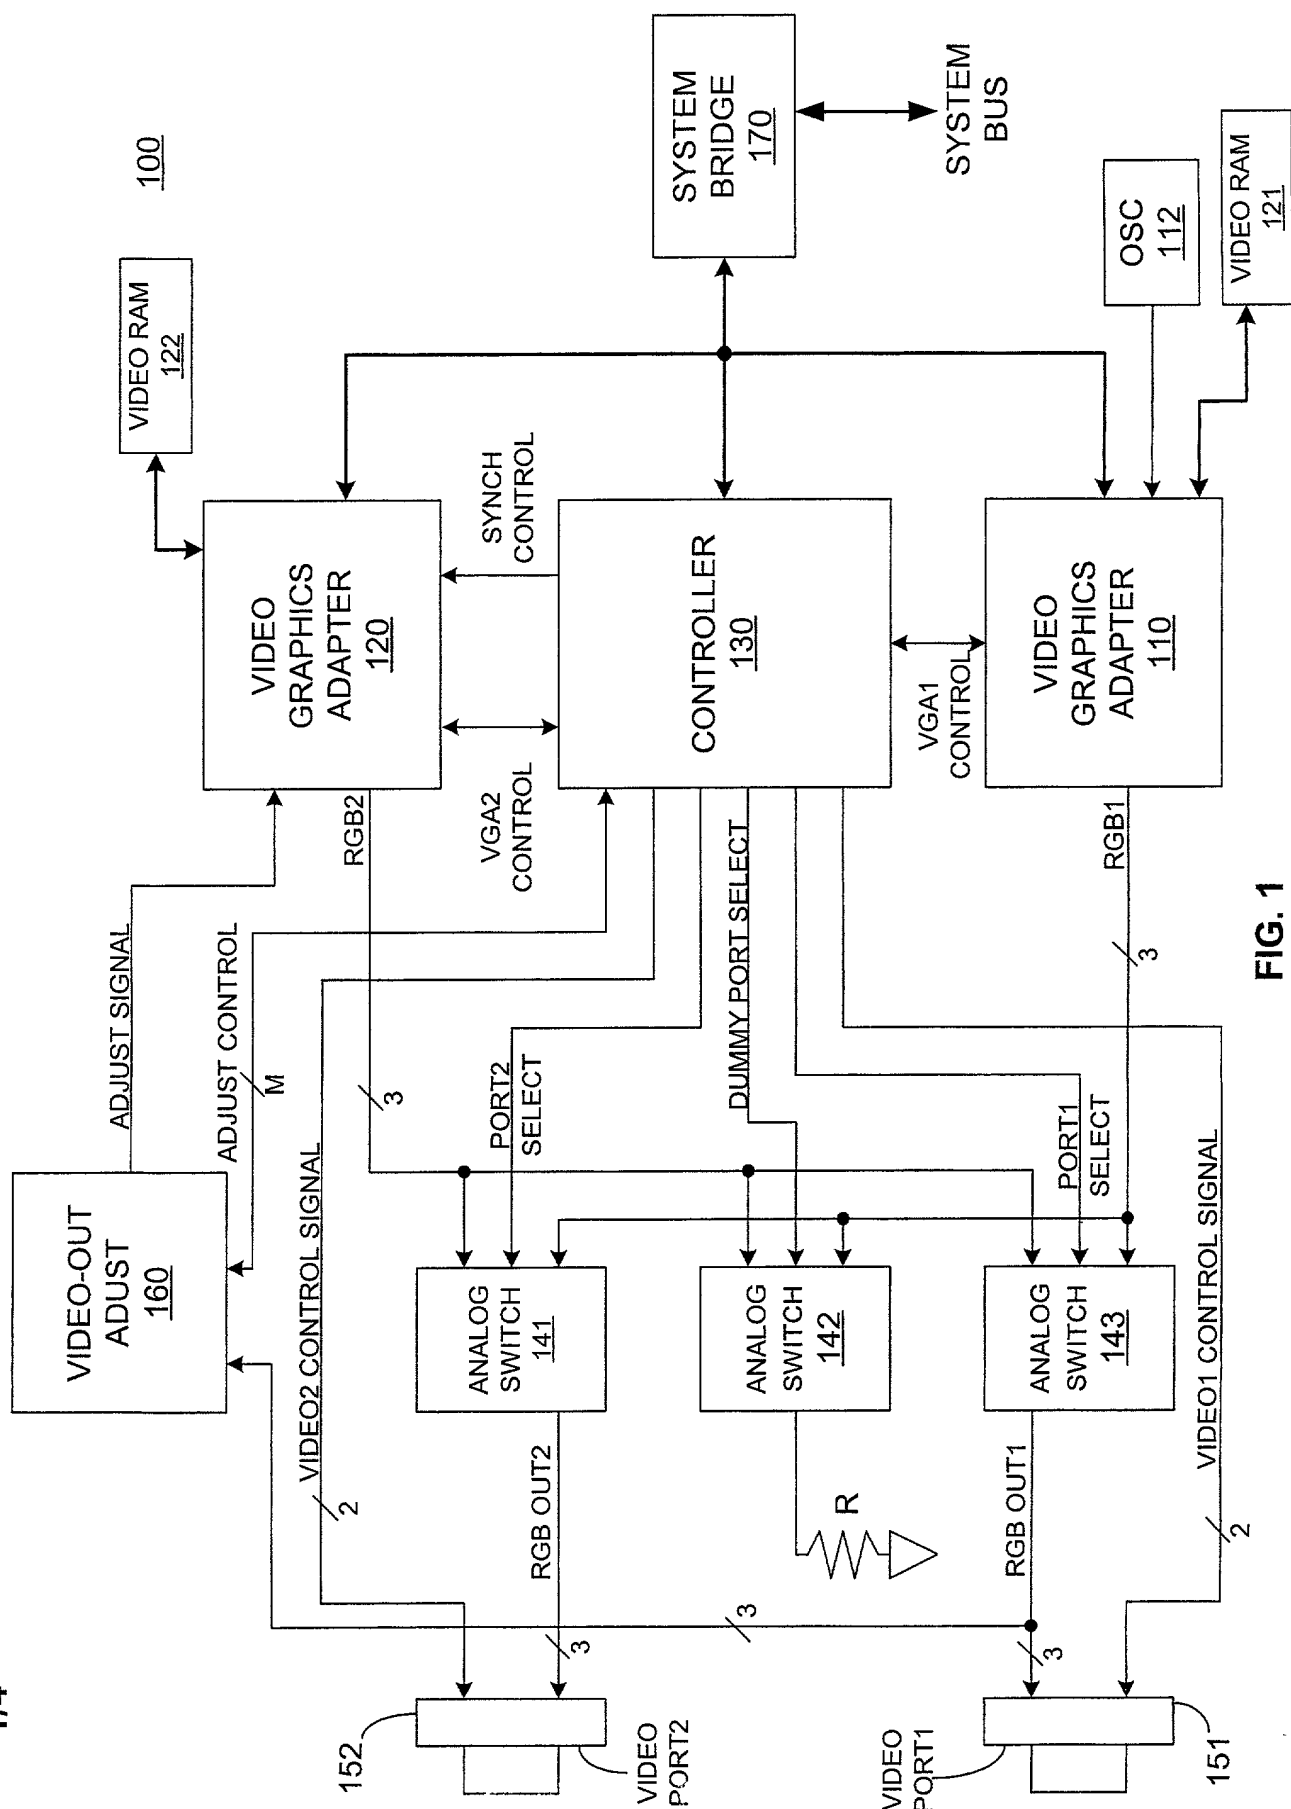 1/4
100
VIDEO RAM
122
SYSTEM
BRIDGE
170
SYSTEM
BUS
OSC
112
VIDEO RAM
121
VIDEO
GRAPHICS
ADAPTER
120
SYNCH
CONTROL
CONTROLLER
130
VGA1
CONTROL
VIDEO
GRAPHICS
ADAPTER
110
RGB2
VGA2
CONTROL
RGB1
3
ADJUST SIGNAL
ADJUST CONTROL
M
3
PORT2
SELECT
DUMMY PORT SELECT
PORT1
SELECT
VIDEO-OUT
ADUST
160
VIDEO2 CONTROL SIGNAL
2
ANALOG
SWITCH
141
ANALOG
SWITCH
142
ANALOG
SWITCH
143
VIDEO1 CONTROL SIGNAL
2
RGB OUT2
3
R
RGB OUT1
3
3
152
VIDEO
PORT2
VIDEO
PORT1
151
FIG. 1